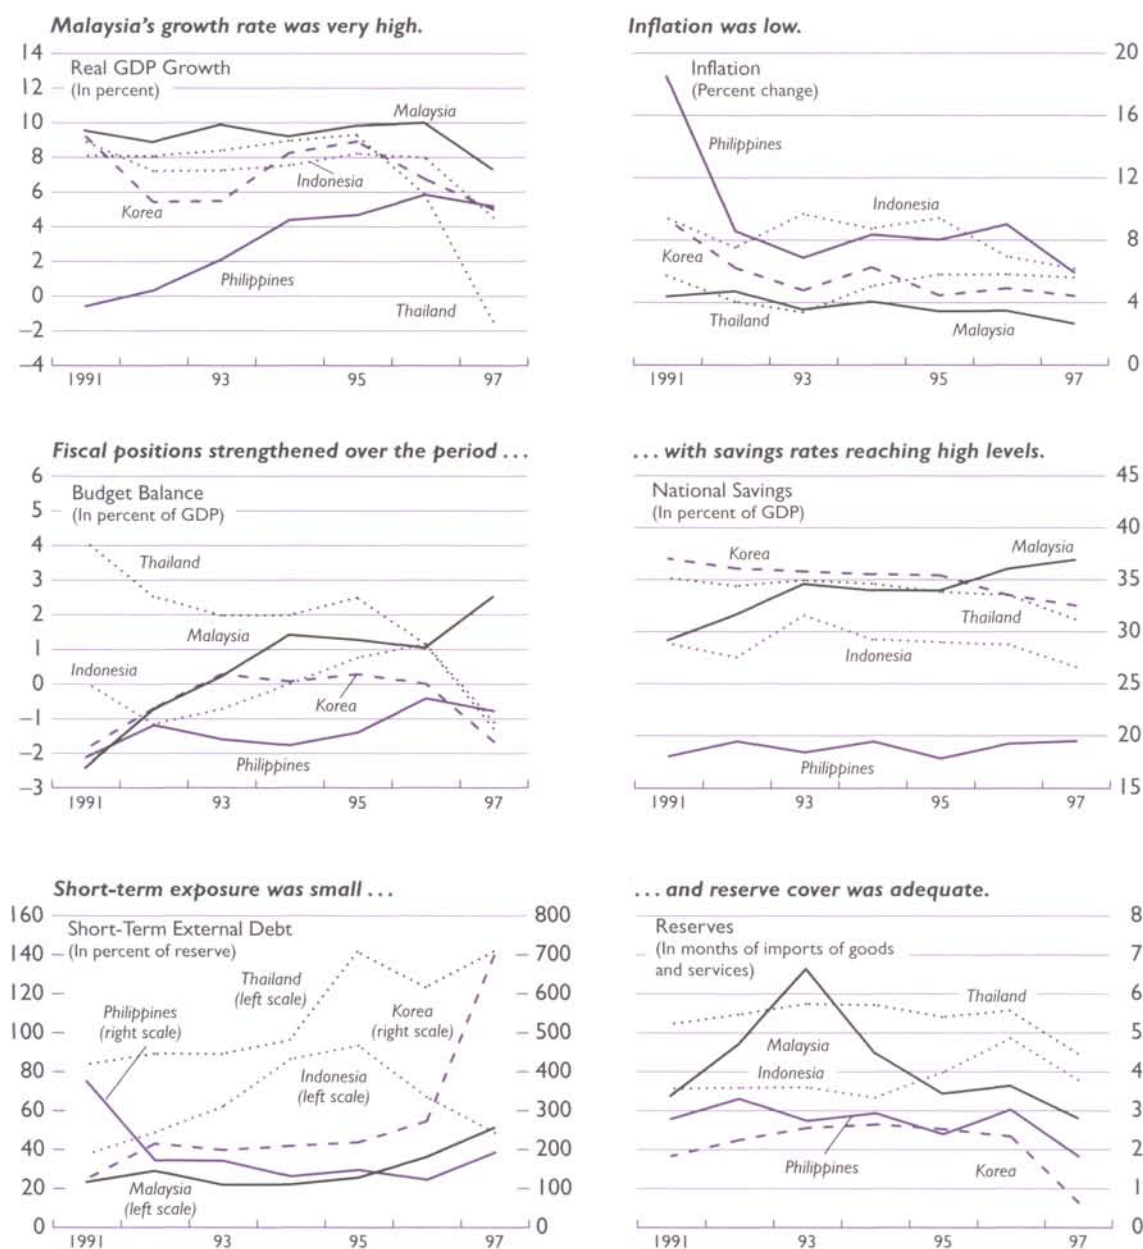 Malaysia's growth rate was very high.
14
12
10
8
6
4
2
0
–2
–4
Real GDP Growth
(In percent)
Malaysia
Indonesia
Korea
Philippines
Thailand
1991 93 95 97
Inflation was low.
20
16
12
8
4
0
Inflation
(Percent change)
Philippines
Indonesia
Korea
Thailand
Malaysia
1991 93 95 97
Fiscal positions strengthened over the period ...
6
5
4
3
2
1
0
–1
–2
–3
Budget Balance
(In percent of GDP)
Thailand
Malaysia
Indonesia
Korea
Philippines
1991 93 95 97
... with savings rates reaching high levels.
45
40
35
30
25
20
15
National Savings
(In percent of GDP)
Korea
Malaysia
Thailand
Indonesia
Philippines
1991 93 95 97
Short-term exposure was small ...
160
140
120
100
80
60
40
20
0
800
700
600
500
400
300
200
100
0
Short-Term External Debt
(In percent of reserve)
Thailand
(left scale)
Philippines
(right scale)
Korea
(right scale)
Indonesia
(left scale)
Malaysia
(left scale)
1991 93 95 97
... and reserve cover was adequate.
8
7
6
5
4
3
2
1
0
Reserves
(In months of imports of goods
and services)
Thailand
Malaysia
Indonesia
Philippines
Korea
1991 93 95 97